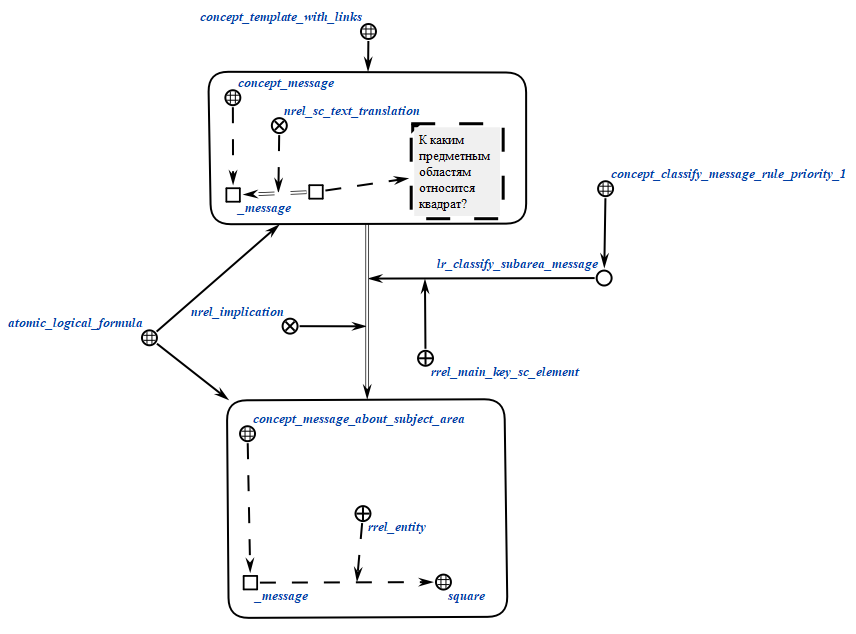 concept_template_with_links
concept_message
nrel_sc_text_translation
К каким
предметным
областям
относится
квадрат?
_message
concept_classify_message_rule_priority_1
lr_classify_subarea_message
nrel_implication
atomic_logical_formula
rrel_main_key_sc_element
concept_message_about_subject_area
rrel_entity
_message
square